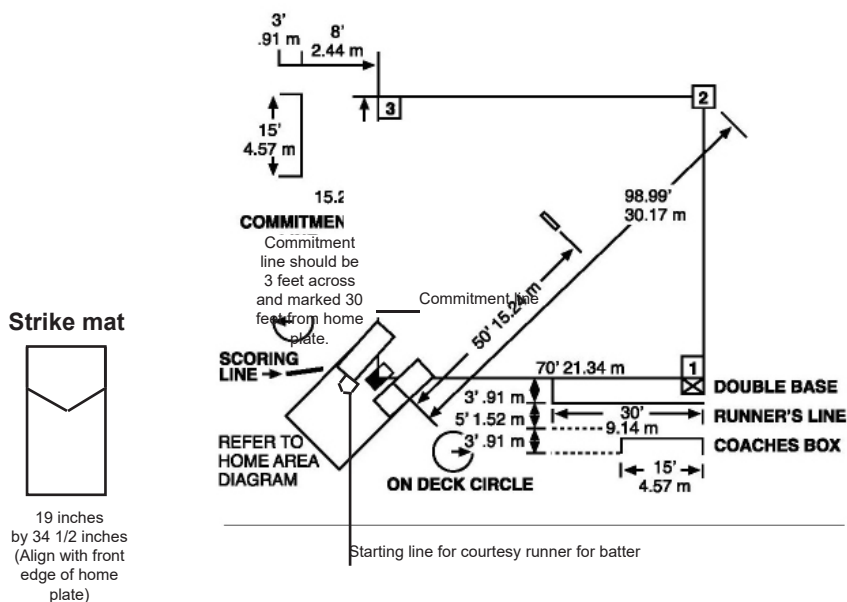 3'
.91 m
8'
2.44 m
3
2
15'
4.57 m
98.99'
30.17 m
15.2
COMMITMEN
Commitment
line should be
3 feet across
and marked 30
feet from home
plate.
Commitment line
50' 15.24 m
Strike mat
SCORING
LINE
70' 21.34 m
1
DOUBLE BASE
3' .91 m
30'
RUNNER'S LINE
5' 1.52 m
9.14 m
3' .91 m
COACHES BOX
REFER TO
HOME AREA
DIAGRAM
ON DECK CIRCLE
15'
4.57 m
19 inches
by 34 1/2 inches
(Align with front
edge of home
plate)
Starting line for courtesy runner for batter